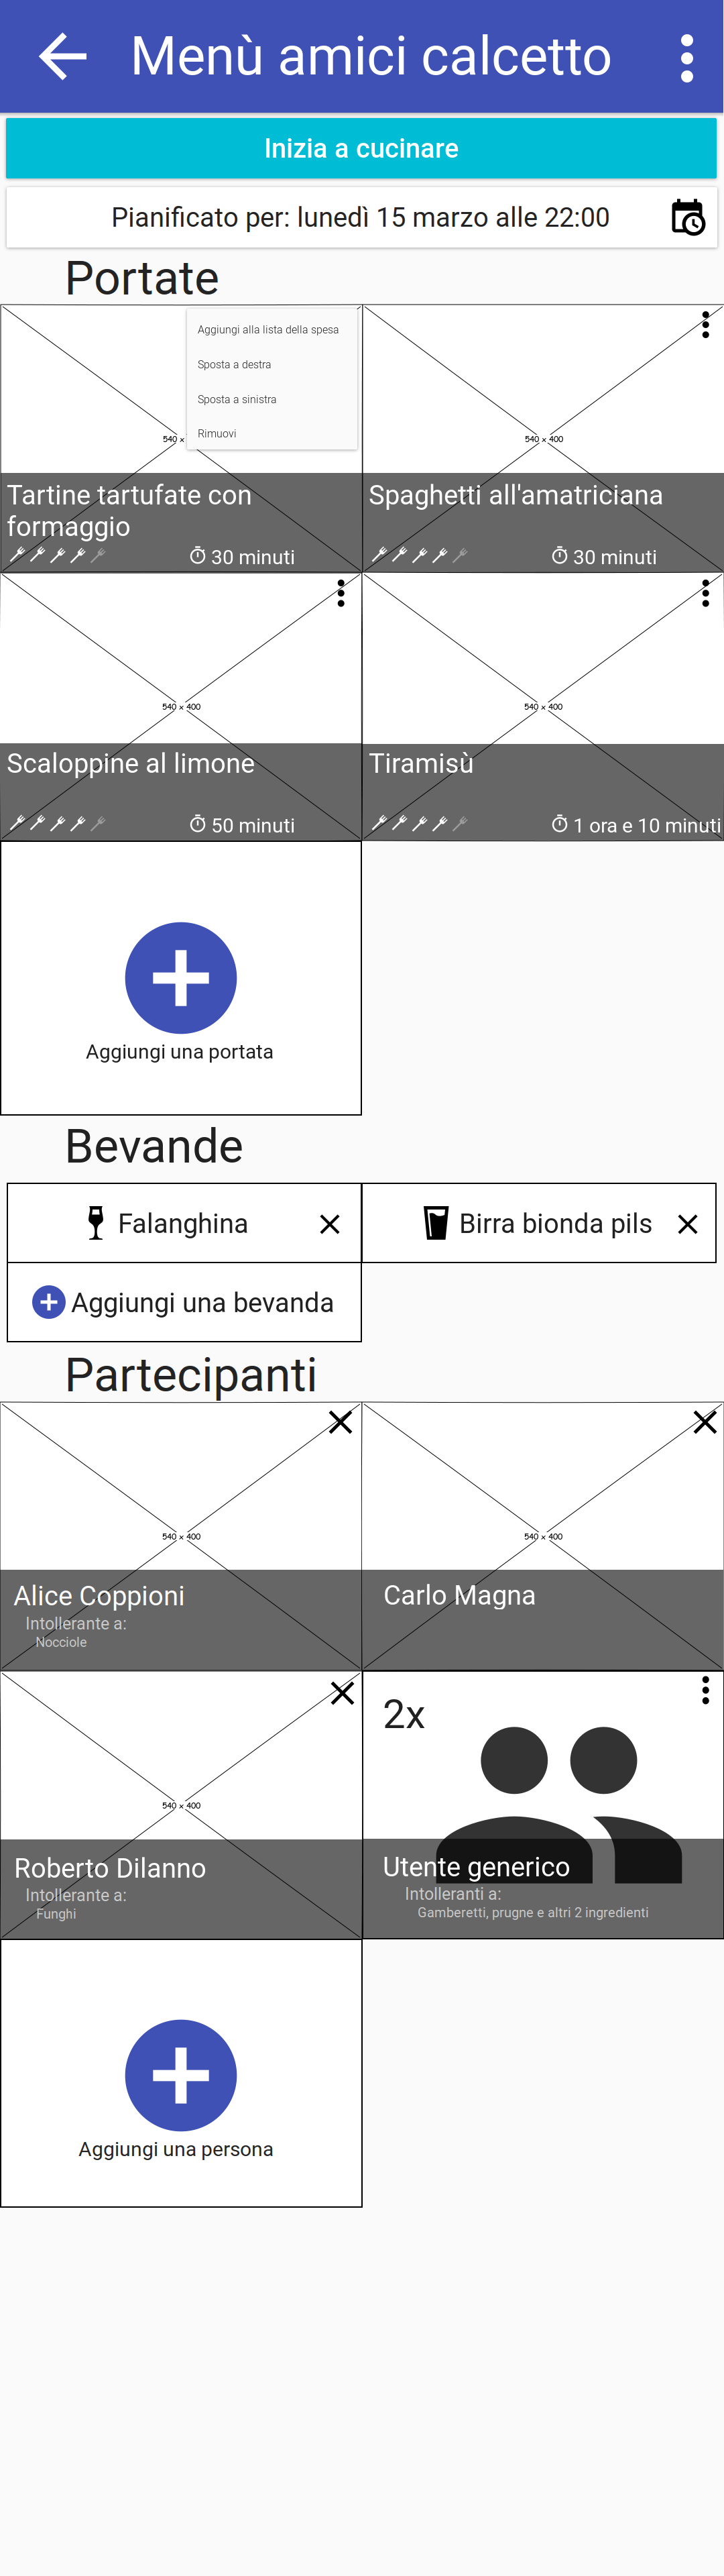 Menù amici calcetto
Inizia a cucinare
Pianificato per: lunedì 15 marzo alle 22:00
Portate
Aggiungi alla lista della spesa
Sposta a destra
Sposta a sinistra
Rimuovi
540 ×
Tartine tartufate con
formaggio
30 minuti
540 × 400
Spaghetti all'amatriciana
30 minuti
540 × 400
Scaloppine al limone
50 minuti
540 × 400
Tiramisù
1 ora e 10 minuti
Aggiungi una portata
Bevande
Falanghina
Birra bionda pils
Aggiungi una bevanda
Partecipanti
540 × 400
Alice Coppioni
Intollerante a:
Nocciole
540 × 400
Carlo Magna
540 × 400
Roberto Dilanno
Intollerante a:
Funghi
2x
Utente generico
Intolleranti a:
Gamberetti, prugne e altri 2 ingredienti
Aggiungi una persona